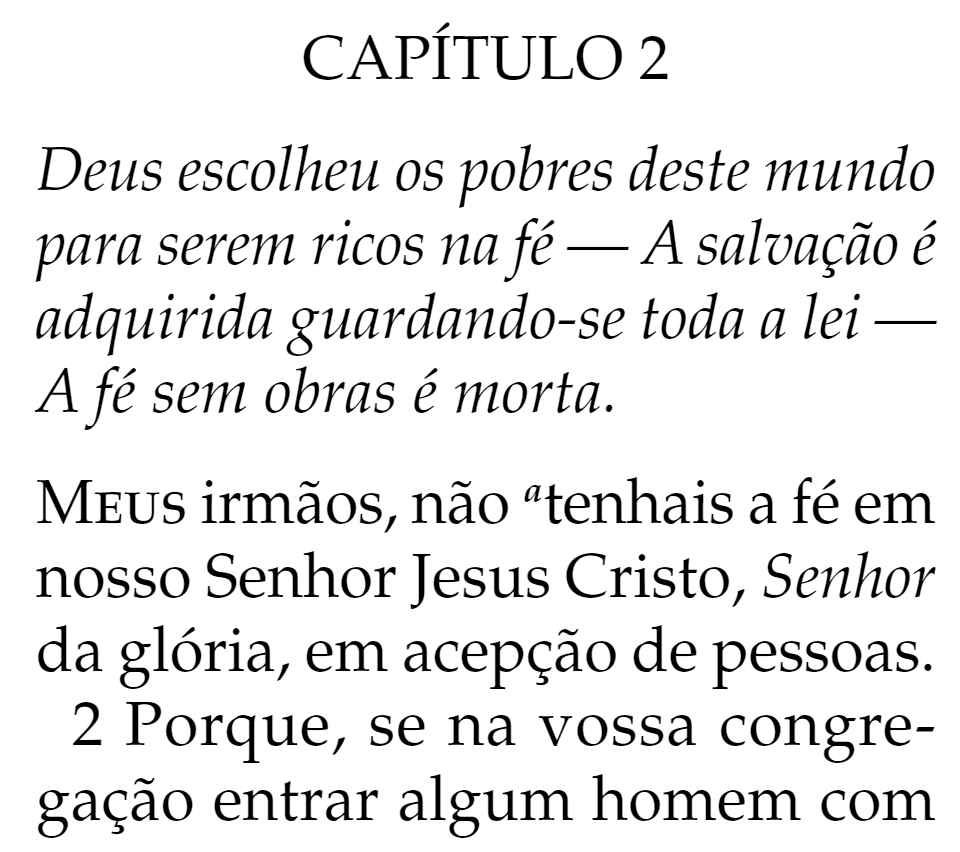 CAPÍTULO 2
Deus escolheu os pobres deste mundo
para serem ricos na fé — A salvação é
adquirida guardando-se toda a lei —
A fé sem obras é morta.
Meus irmãos, não ᵃtenhais a fé em
nosso Senhor Jesus Cristo, Senhor
da glória, em acepção de pessoas.
2 Porque, se na vossa congre-
gação entrar algum homem com